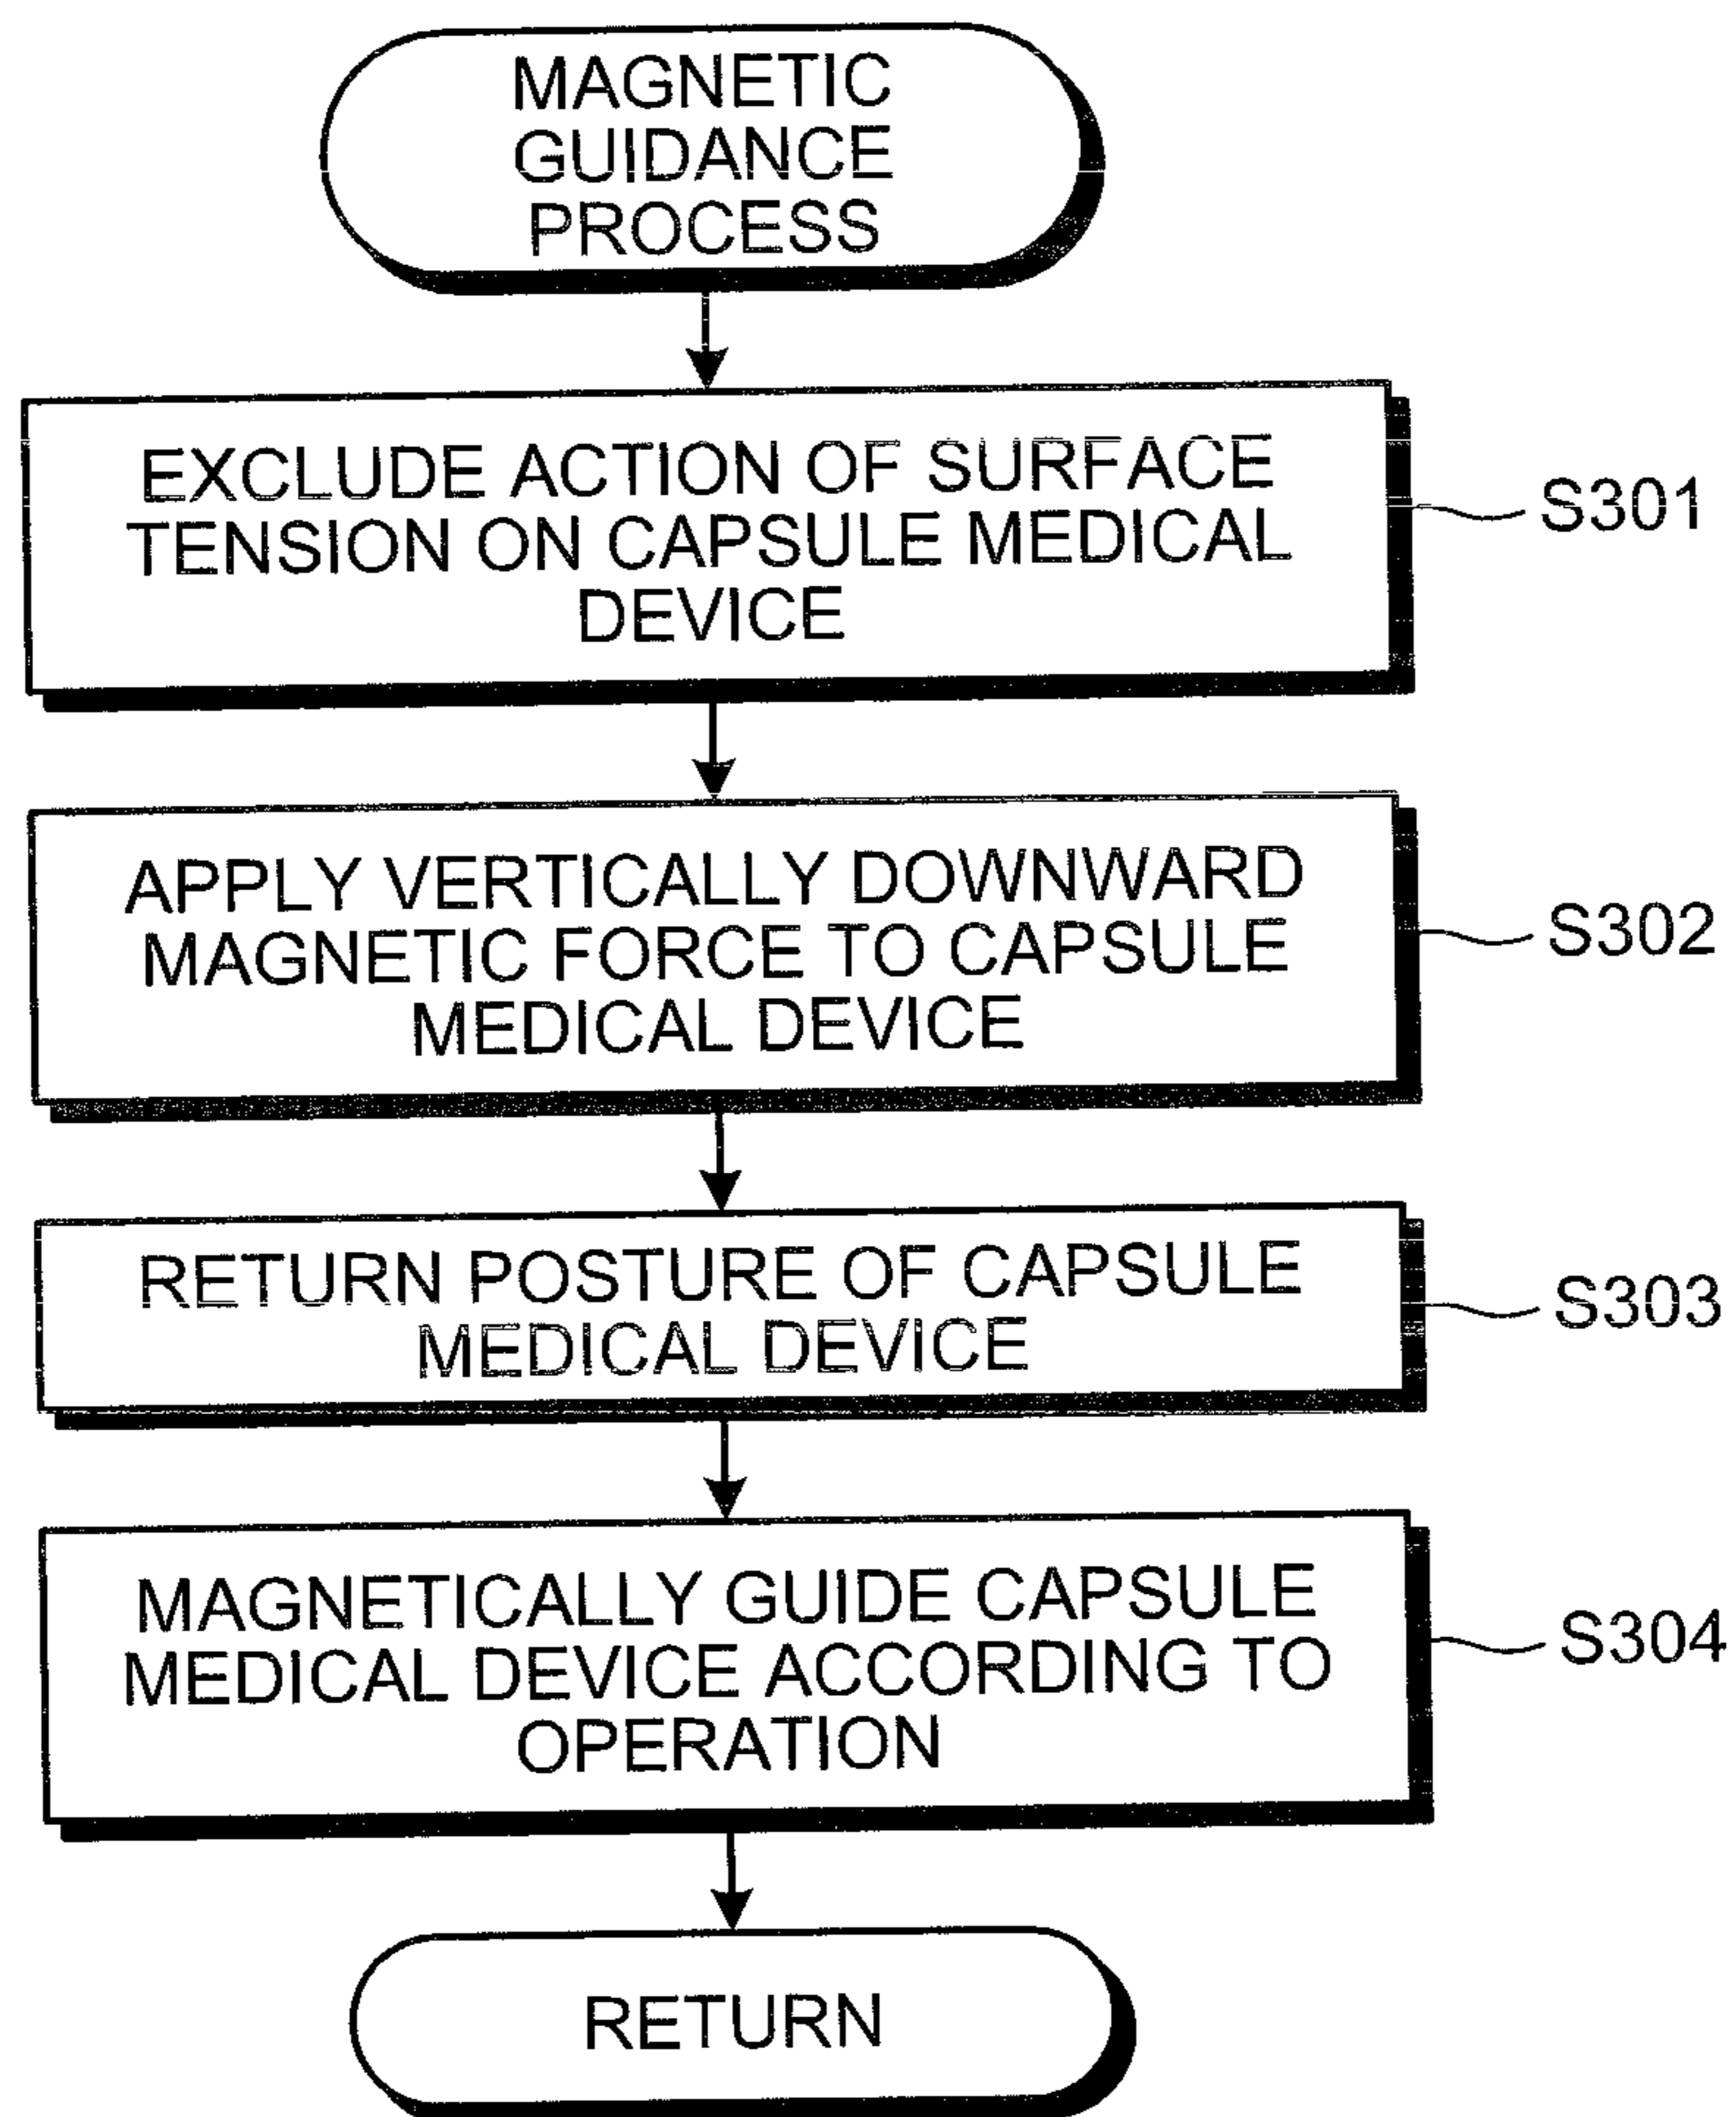 MAGNETIC
GUIDANCE
PROCESS
EXCLUDE ACTION OF SURFACE
TENSION ON CAPSULE MEDICAL
DEVICE
S301
APPLY VERTICALLY DOWNWARD
MAGNETIC FORCE TO CAPSULE
MEDICAL DEVICE
S302
RETURN POSTURE OF CAPSULE
MEDICAL DEVICE
S303
MAGNETICALLY GUIDE CAPSULE
MEDICAL DEVICE ACCORDING TO
OPERATION
S304
RETURN